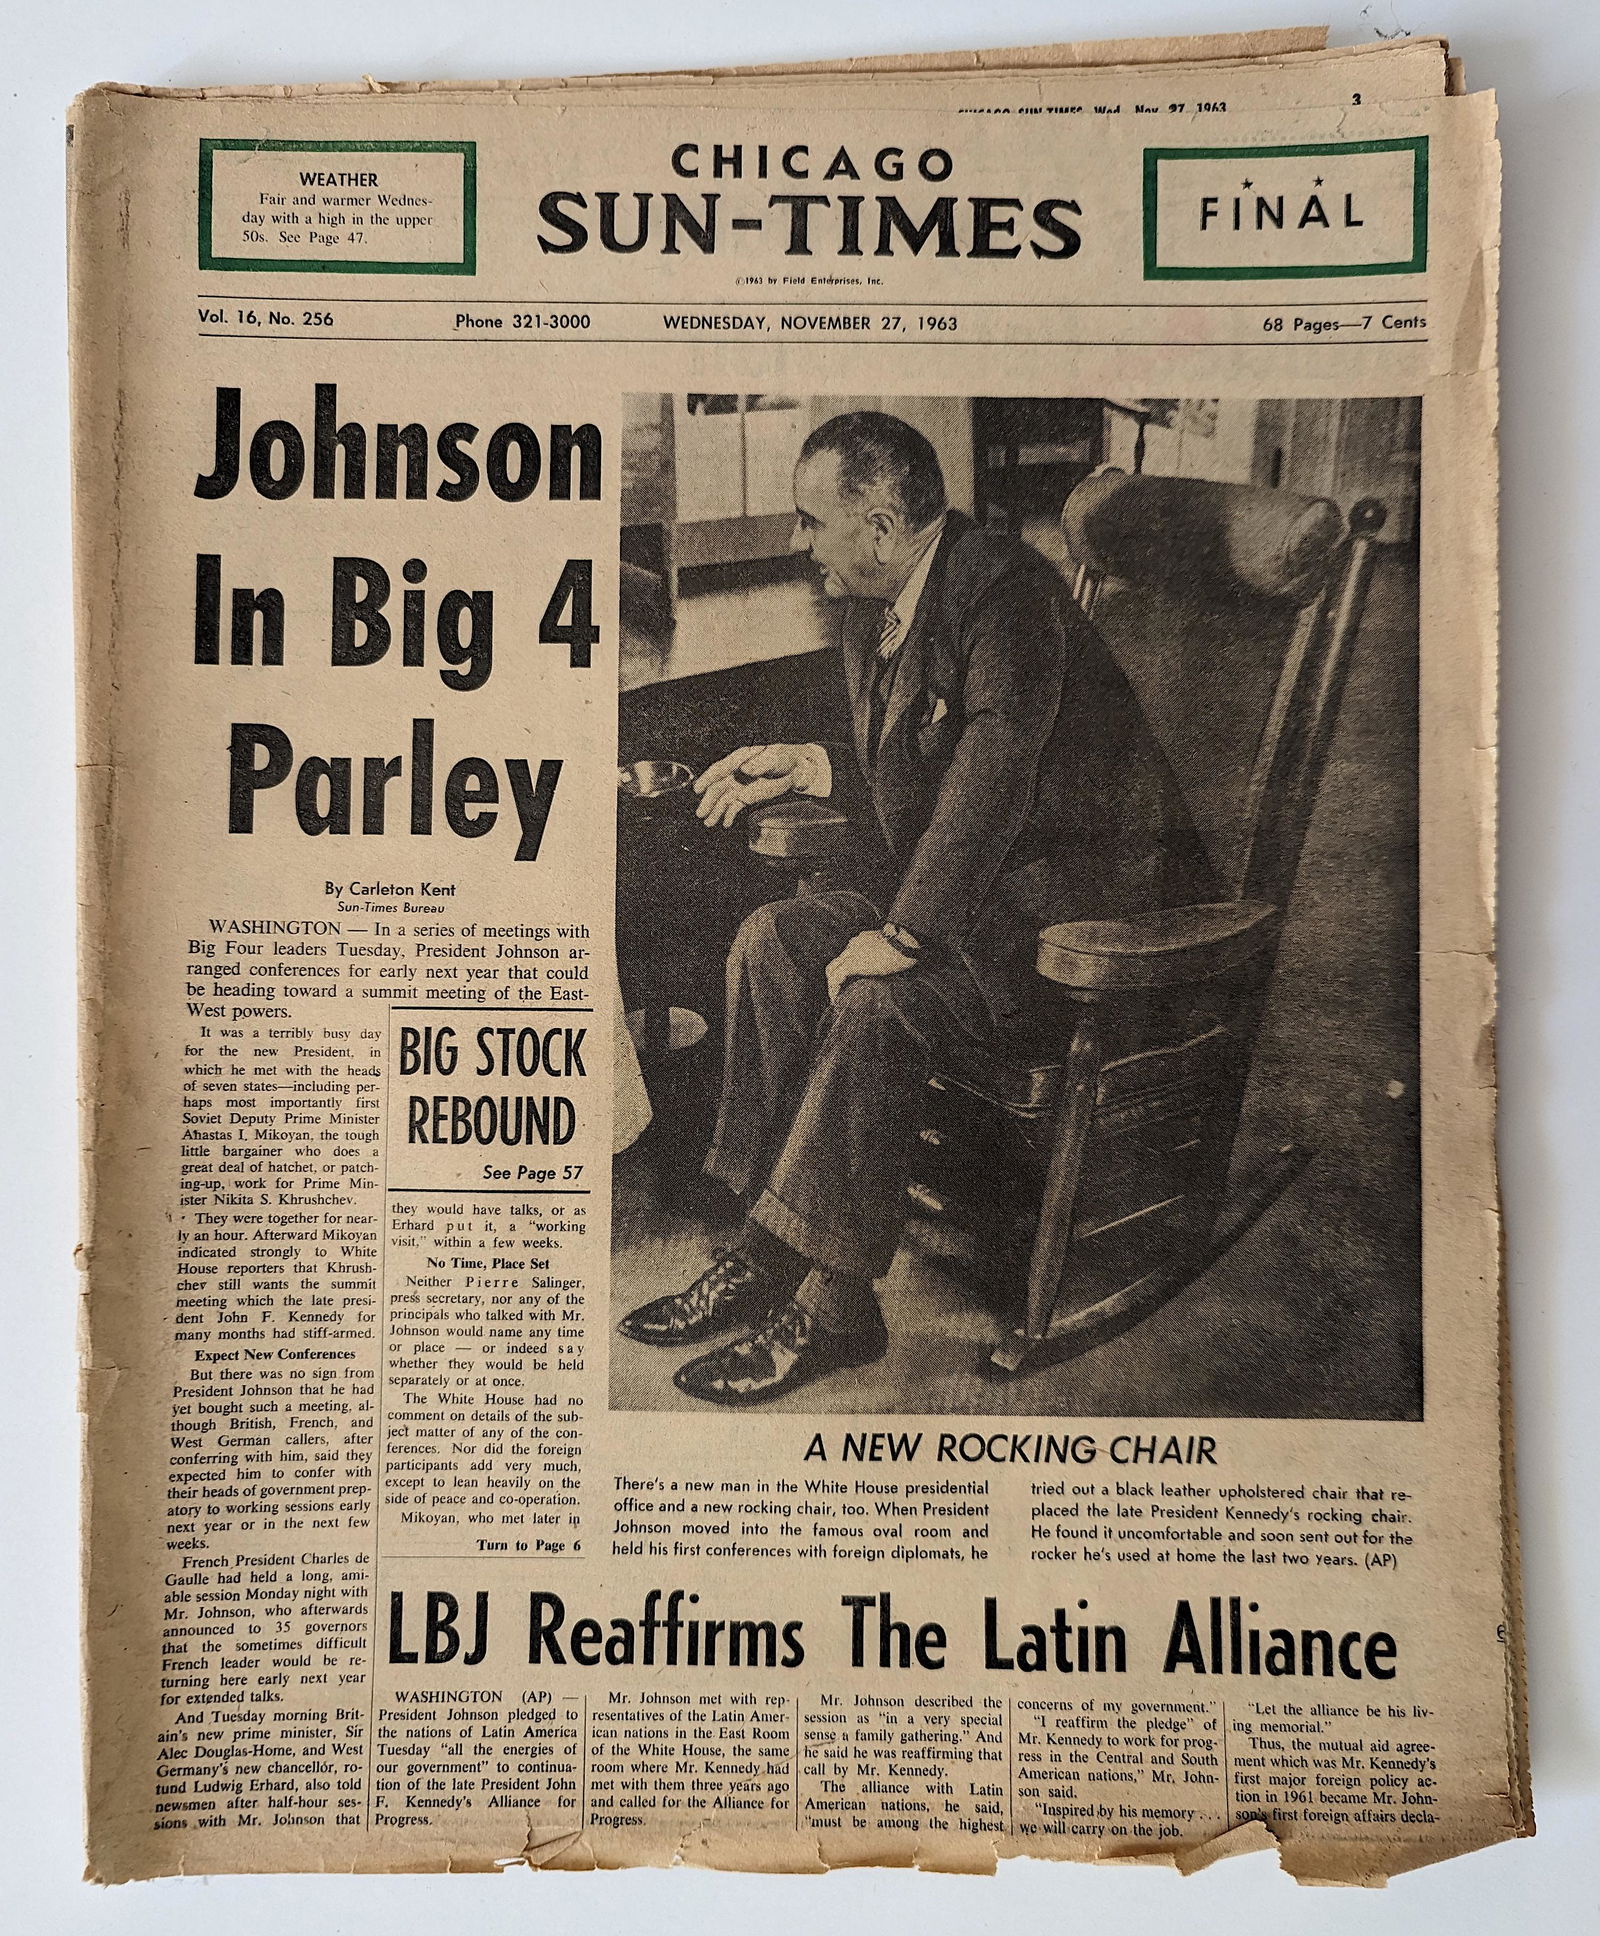 CHICAGO SUN-TIMES, Wed., Nov. 27, 1963
3
WEATHER
Fair and warmer Wednes-
day with a high in the upper
50s. See Page 47.
CHICAGO
SUN-TIMES
©1963 by Field Enterprises, Inc.
FINAL
Vol. 16, No. 256
Phone 321-3000
WEDNESDAY, NOVEMBER 27, 1963
68 Pages—7 Cents
Johnson
In Big 4
Parley
By Carleton Kent
Sun-Times Bureau
WASHINGTON — In a series of meetings with
Big Four leaders Tuesday, President Johnson ar-
ranged conferences for early next year that could
be heading toward a summit meeting of the East-
West powers.
It was a terribly busy day
for the new President, in
which he met with the heads
of seven states—including per-
haps most importantly first
Soviet Deputy Prime Minister
Ahastas I. Mikoyan, the tough
little bargainer who does a
great deal of hatchet, or patch-
ing-up, work for Prime Min-
ister Nikita S. Khrushchev.
They were together for near-
ly an hour. Afterward Mikoyan
indicated strongly to White
House reporters that Khrush-
chev still wants the summit
meeting which the late presi-
dent John F. Kennedy for
many months had stiff-armed.
Expect New Conferences
But there was no sign from
President Johnson that he had
yet bought such a meeting, al-
though British, French, and
West German callers, after
conferring with him, said they
expected him to confer with
their heads of government prep-
atory to working sessions early
next year or in the next few
weeks.
French President Charles de
Gaulle had held a long, ami-
able session Monday night with
Mr. Johnson, who afterwards
announced to 35 governors
that the sometimes difficult
French leader would be re-
turning here early next year
for extended talks.
And Tuesday morning Brit-
ain's new prime minister, Sir
Alec Douglas-Home, and West
Germany's new chancellor, ro-
tund Ludwig Erhard, also told
newsmen after half-hour ses-
sions with Mr. Johnson that
BIG STOCK
REBOUND
See Page 57
they would have talks, or as
Erhard put it, a "working
visit," within a few weeks.
No Time, Place Set
Neither Pierre Salinger,
press secretary, nor any of the
principals who talked with Mr.
Johnson would name any time
or place — or indeed say
whether they would be held
separately or at once.
The White House had no
comment on details of the sub-
ject matter of any of the con-
ferences. Nor did the foreign
participants add very much,
except to lean heavily on the
side of peace and co-operation.
Mikoyan, who met later in
Turn to Page 6
A NEW ROCKING CHAIR
There's a new man in the White House presidential
office and a new rocking chair, too. When President
Johnson moved into the famous oval room and
held his first conferences with foreign diplomats, he
tried out a black leather upholstered chair that re-
placed the late President Kennedy's rocking chair.
He found it uncomfortable and soon sent out for the
rocker he's used at home the last two years. (AP)
LBJ Reaffirms The Latin Alliance
WASHINGTON (AP) —
President Johnson pledged to
the nations of Latin America
Tuesday "all the energies of
our government" to continua-
tion of the late President John
F. Kennedy's Alliance for
Progress.
Mr. Johnson met with rep-
resentatives of the Latin Amer-
ican nations in the East Room
of the White House, the same
room where Mr. Kennedy had
met with them three years ago
and called for the Alliance for
Progress.
Mr. Johnson described the
session as "in a very special
sense a family gathering." And
he said he was reaffirming that
call by Mr. Kennedy.
The alliance with Latin
American nations, he said,
"must be among the highest
concerns of my government."
"I reaffirm the pledge" of
Mr. Kennedy to work for prog-
ress in the Central and South
American nations," Mr. John-
son said.
"Inspired by his memory . . .
we will carry on the job.
"Let the alliance be his liv-
ing memorial."
Thus, the mutual aid agree-
ment which was Mr. Kennedy's
first major foreign policy ac-
tion in 1961 became Mr. John-
son's first foreign affairs decla-